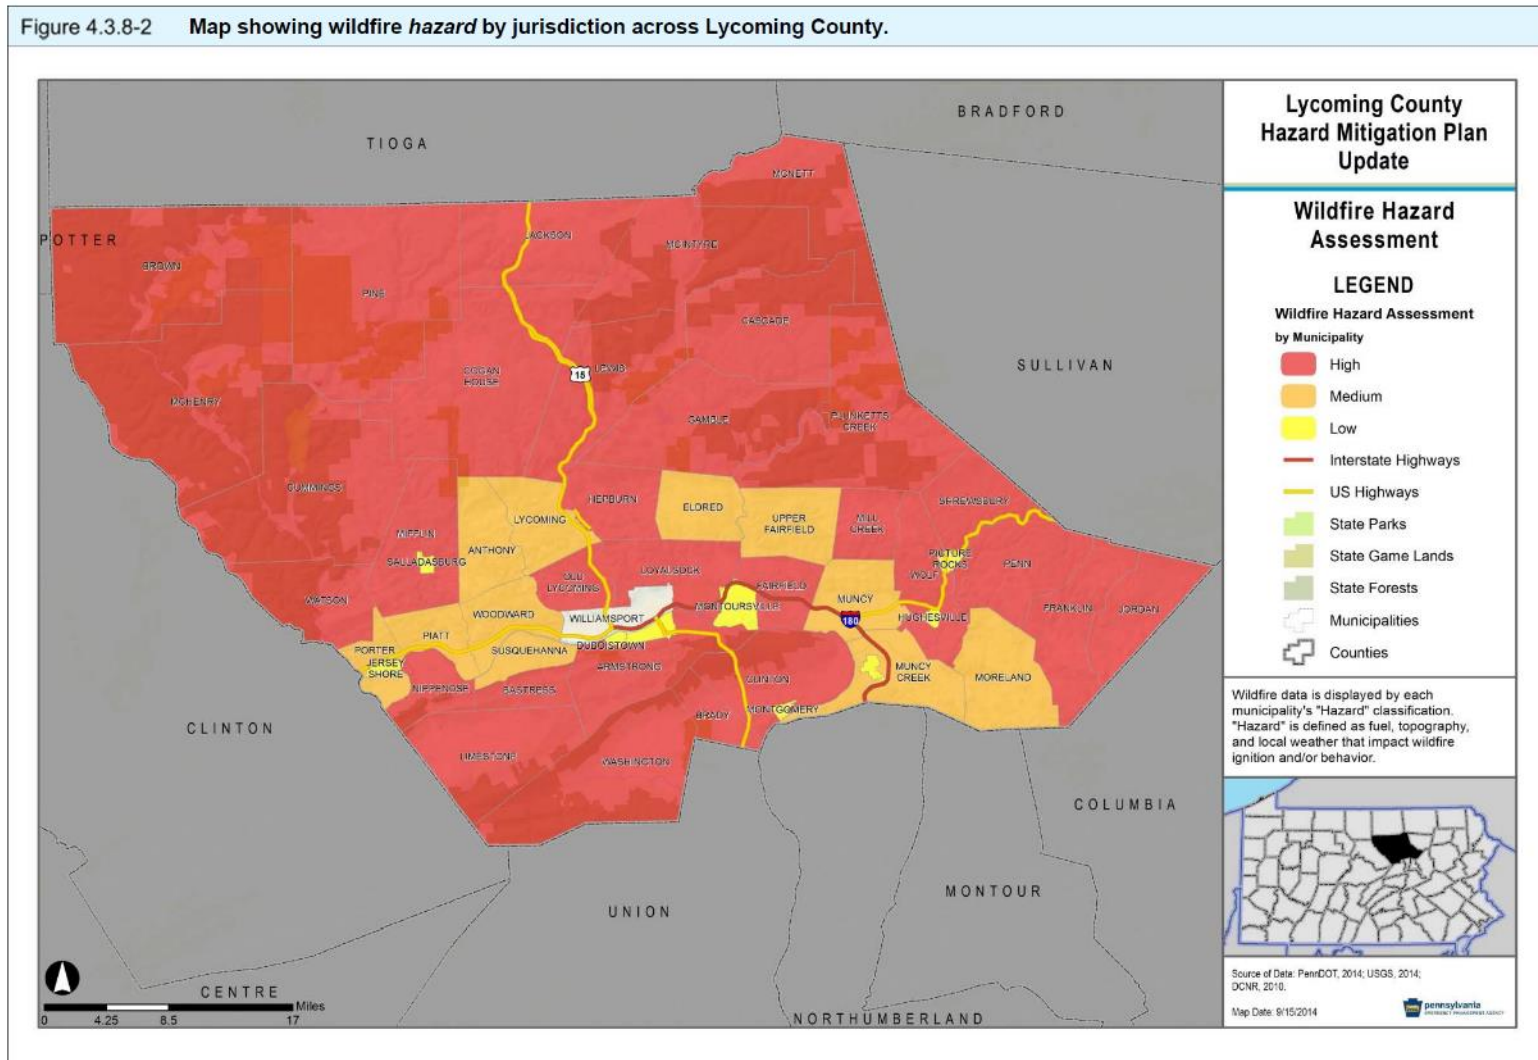 Figure 4.3.8-2 Map showing wildfire hazard by jurisdiction across Lycoming County.
BRADFORD
TIOGA
MCNETT
POTTER
JACKSON
MCINTYRE
BROWN
PINE
CASCADE
SULLIVAN
COGAN
HOUSE
15
LEWIS
MCHENRY
GAMBLE
PLUNKETTS
CREEK
CUMMINGS
HEPBURN
SHREWSBURY
ELDRED
LYCOMING
UPPER
FAIRFIELD
MILL
CREEK
MIFFLIN
ANTHONY
SALLADASBURG
PICTURE
ROCKS
PENN
LOYALSOCK
OLD
LYCOMING
WOLF
FAIRFIELD
WATSON
MUNCY
MONTOURSVILLE
FRANKLIN
JORDAN
WOODWARD
WILLIAMSPORT
180
HUGHESVILLE
PIATT
DUBOISTOWN
PORTER
SUSQUEHANNA
JERSEY
SHORE
ARMSTRONG
MUNCY
CREEK
MORELAND
NIPPENOSE
BASTRESS
CLINTON
MONTGOMERY
BRADY
CLINTON
LIMESTONE
WASHINGTON
COLUMBIA
MONTOUR
UNION
CENTRE
NORTHUMBERLAND
Miles
0 4.25 8.5 17
Lycoming County
Hazard Mitigation Plan
Update
Wildfire Hazard
Assessment
LEGEND
Wildfire Hazard Assessment
by Municipality
High
Medium
Low
Interstate Highways
US Highways
State Parks
State Game Lands
State Forests
Municipalities
Counties
Wildfire data is displayed by each
municipality's "Hazard" classification.
"Hazard" is defined as fuel, topography,
and local weather that impact wildfire
ignition and/or behavior.
Source of Data: PennDOT, 2014; USGS, 2014;
DCNR, 2010.
Map Date: 9/15/2014
pennsylvania
EMERGENCY MANAGEMENT AGENCY